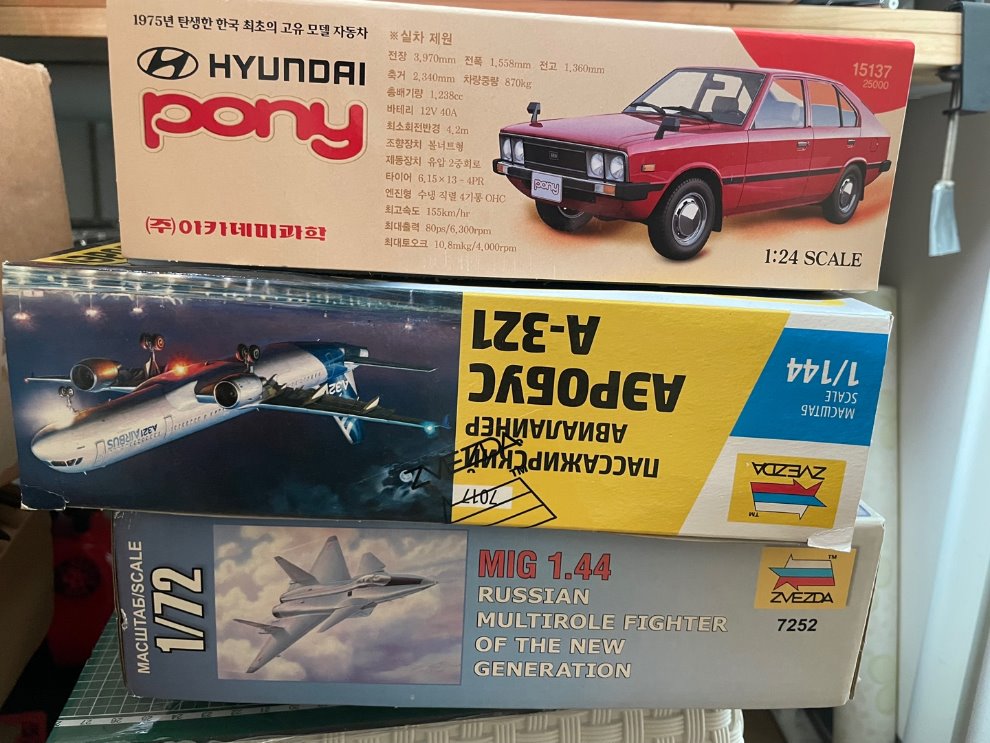 1975년 탄생한 한국 최초의 고유 모델 자동차
HYUNDAI
pony
(주)아카데미과학
※실차 제원
전장 3,970mm 전폭 1,558mm 전고 1,360mm
축거 2,340mm 차량중량 870kg
총배기량 1,238cc
바테리 12V 40A
최소회전반경 4.2m
조향장치 볼너트형
제동장치 유압 2중회로
타이어 6.15×13-4PR
엔진형 수냉 직렬 4기통 OHC
최고속도 155km/hr
최대출력 80ps/6,300rpm
최대토오크 10.8mkg/4,000rpm
pony
15137
25000
1:24 SCALE
A321 AIRBUS
A321
7017
ПАССАЖИРСКИЙ
АВИАЛАЙНЕР
АЭРОБУС
А-321
ZVEZDA
TM
ZVEZDA
TM
МАСШТАБ
SCALE
1/144
МАСШТАБ/SCALE
1/72
MIG 1.44
RUSSIAN
MULTIROLE FIGHTER
OF THE NEW
GENERATION
TM
ZVEZDA
7252